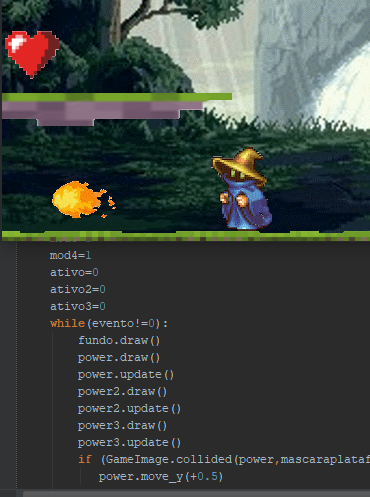 mod4=1
ativo=0
ativo2=0
ativo3=0
while(evento!=0):
fundo.draw()
power.draw()
power.update()
power2.draw()
power2.update()
power3.draw()
power3.update()
if (GameImage.collided(power,mascaraplataf
power.move_y(+0.5)